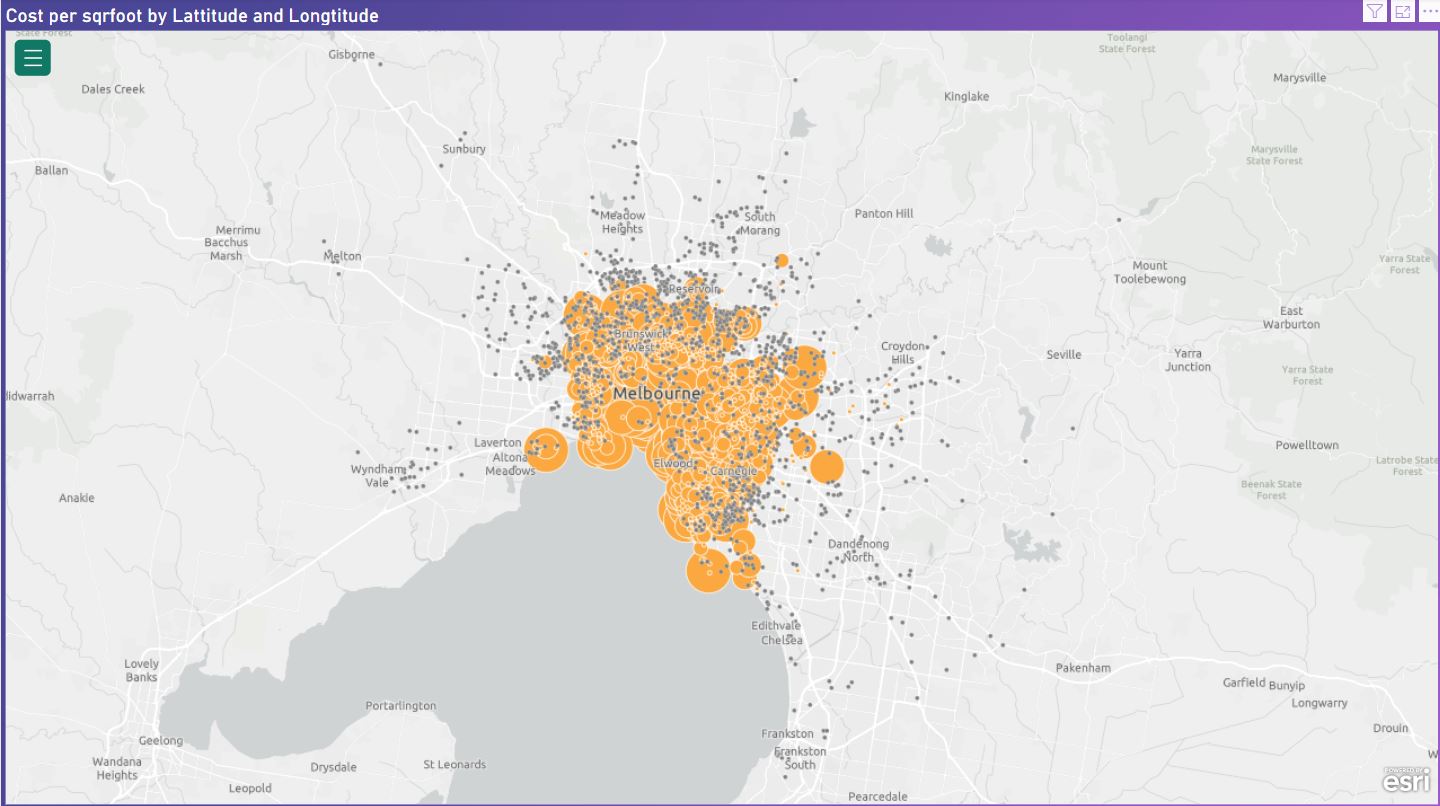 Cost per sqrfoot by Lattitude and Longtitude
State Forest
Gisborne
Toolangi
State Forest
Marysville
Dales Creek
Kinglake
Sunbury
Marysville
State Forest
Ballan
Meadow
Heights
South
Morang
Panton Hill
Merrimu
Bacchus
Marsh
Melton
Mount
Toolebewong
Yarra State
Forest
Reservoir
East
Warburton
Brunswick
West
Croydon
Hills
Seville
Yarra
Junction
Yarra State
Forest
didwarrah
Melbourne
Laverton
Altona
Meadows
Powelltown
Wyndham
Vale
Elwood
Carnegie
Latrobe State
Forest
Beenak State
Forest
Anakie
Dandenong
North
Edithvale
Chelsea
Lovely
Banks
Pakenham
Garfield
Bunyip
Longwarry
Portarlington
Drouin
Geelong
Frankston
Frankston
South
W
Wandana
Heights
Drysdale
St Leonards
POWERED BY
esri
Leopold
Pearcedale